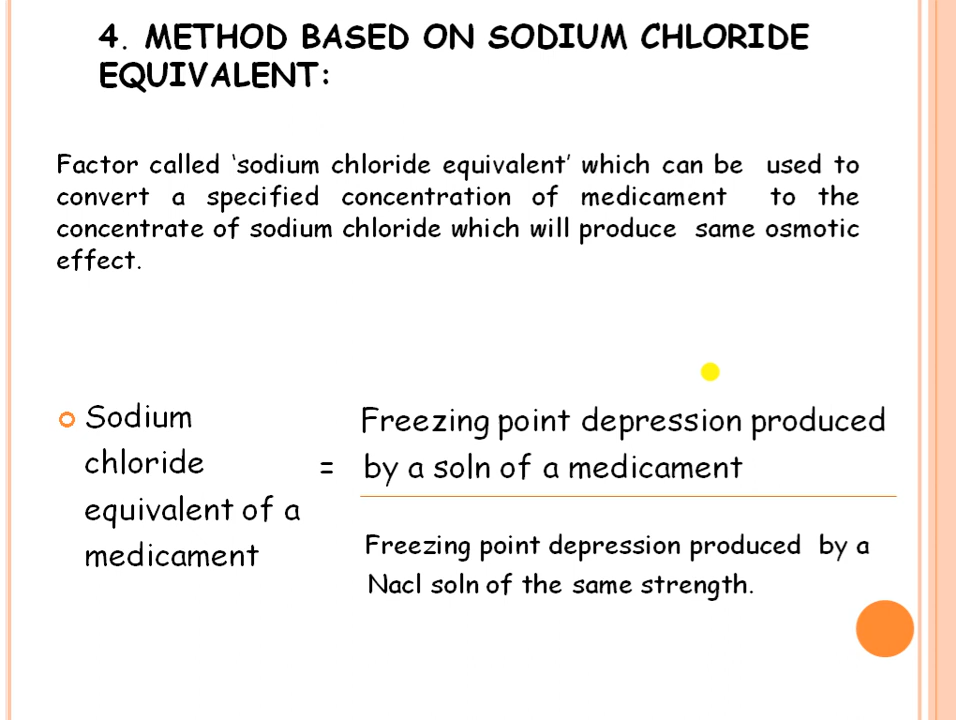 4. METHOD BASED ON SODIUM CHLORIDE
EQUIVALENT:
Factor called ‘sodium chloride equivalent’ which can be used to
convert a specified concentration of medicament to the
concentrate of sodium chloride which will produce same osmotic
effect.
Sodium
chloride
equivalent of a
medicament
=
Freezing point depression produced
by a soln of a medicament
Freezing point depression produced by a
Nacl soln of the same strength.